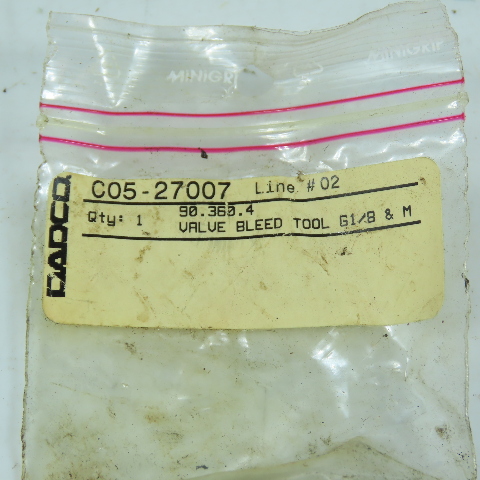 MINIGRIP
MINIGRIP
DADCO
C05-27007 Line #02
Qty: 1 90.360.4
VALVE BLEED TOOL G1/8 & M